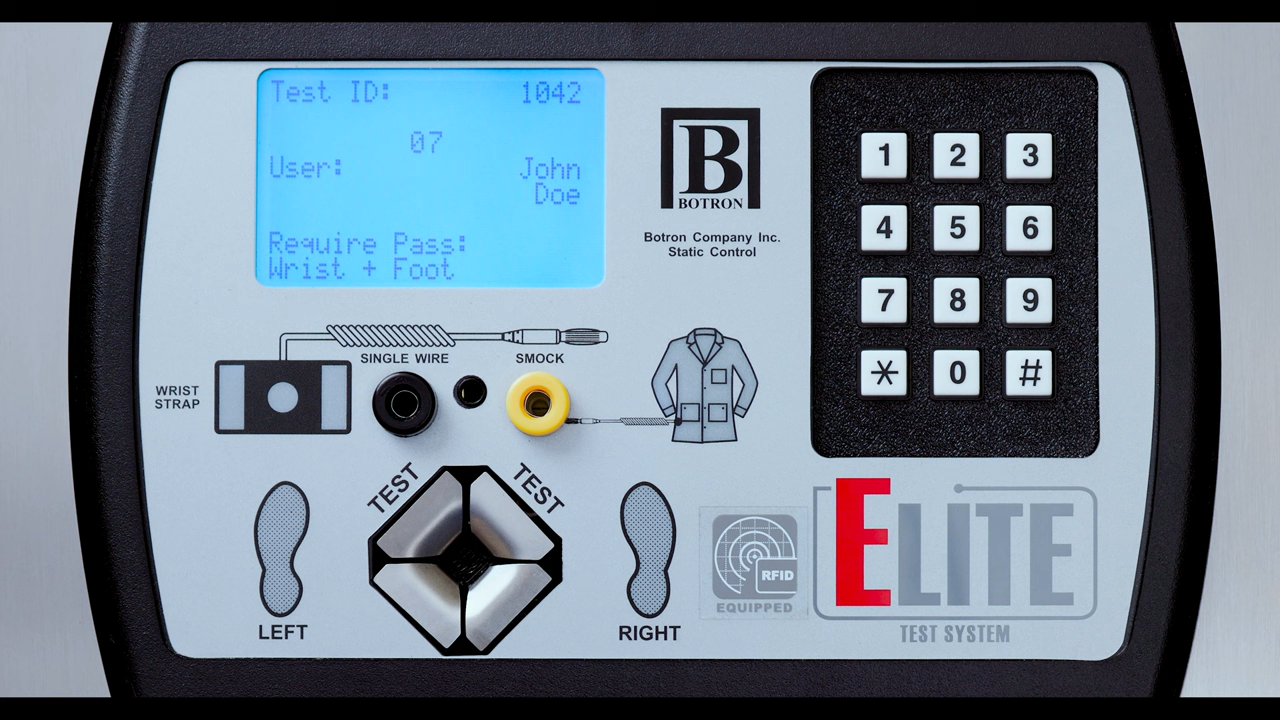 Test ID: 1042
07
User: John
Doe
Require Pass:
Wrist + Foot
B
BOTRON
Botron Company Inc.
Static Control
1 2 3
4 5 6
7 8 9
* 0 #
SINGLE WIRE SMOCK
WRIST
STRAP
TEST TEST
LEFT
RIGHT
RFID
EQUIPPED
ELITE
TEST SYSTEM